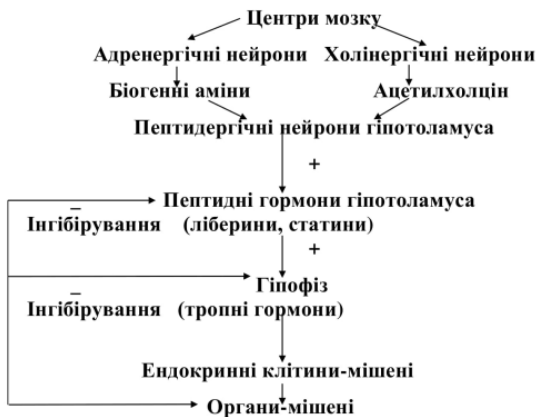 Центри мозку
Адренергічні нейрони Холінергічні нейрони
Біогенні аміни Ацетилхолцін
Пептидергічні нейрони гіпотоламуса
+
Пептидні гормони гіпотоламуса
–
Інгібірування (ліберини, статини)
+
Гіпофіз
–
Інгібірування (тропні гормони)
Ендокринні клітини-мішені
Органи-мішені